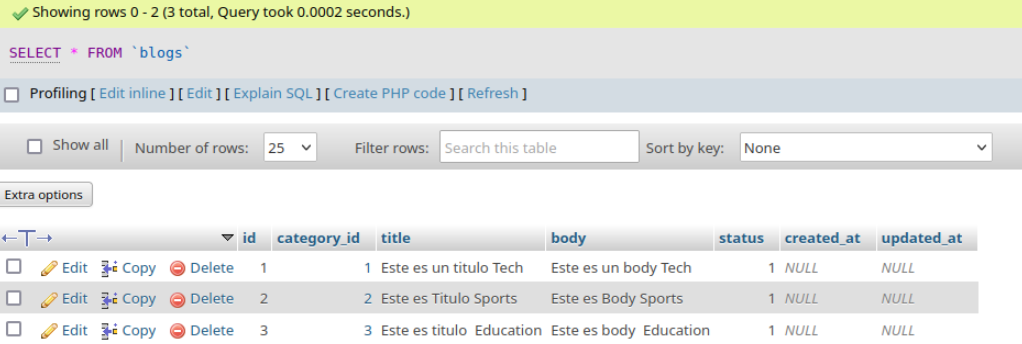 Showing rows 0 - 2 (3 total, Query took 0.0002 seconds.)
SELECT * FROM `blogs`
Profiling [ Edit inline ] [ Edit ] [ Explain SQL ] [ Create PHP code ] [ Refresh ]
Show all Number of rows: 25 Filter rows: Search this table Sort by key: None
Extra options
←T→ id category_id title body status created_at updated_at
Edit Copy Delete 1 1 Este es un titulo Tech Este es un body Tech 1 NULL NULL
Edit Copy Delete 2 2 Este es Titulo Sports Este es Body Sports 1 NULL NULL
Edit Copy Delete 3 3 Este es titulo Education Este es body Education 1 NULL NULL